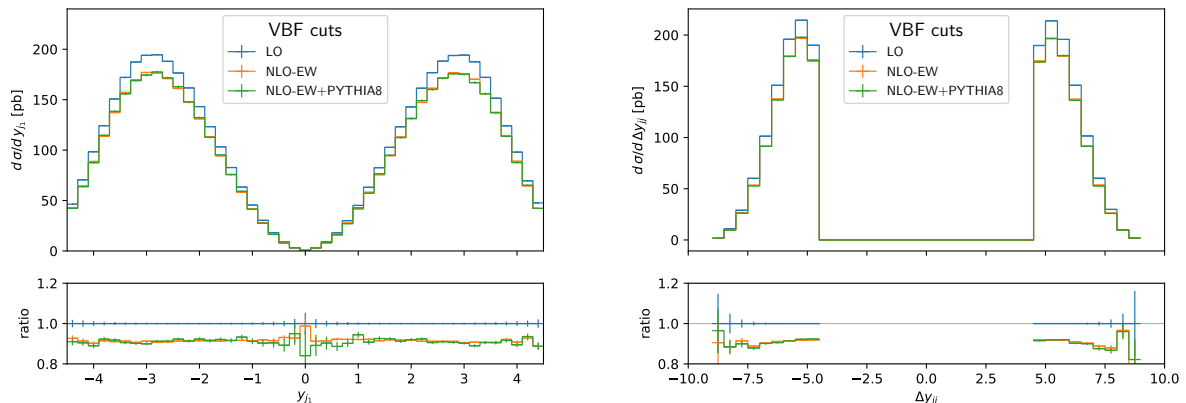 VBF cuts
LO
NLO-EW
NLO-EW+PYTHIA8
dσ/dy_{j_1} [pb]
200
150
100
50
0
ratio
1.2
1.0
0.8
−4 −3 −2 −1 0 1 2 3 4
y_{j_1}
VBF cuts
LO
NLO-EW
NLO-EW+PYTHIA8
dσ/dΔy_{jj} [pb]
200
150
100
50
0
ratio
1.2
1.0
0.8
−10.0 −7.5 −5.0 −2.5 0.0 2.5 5.0 7.5 10.0
Δy_{jj}